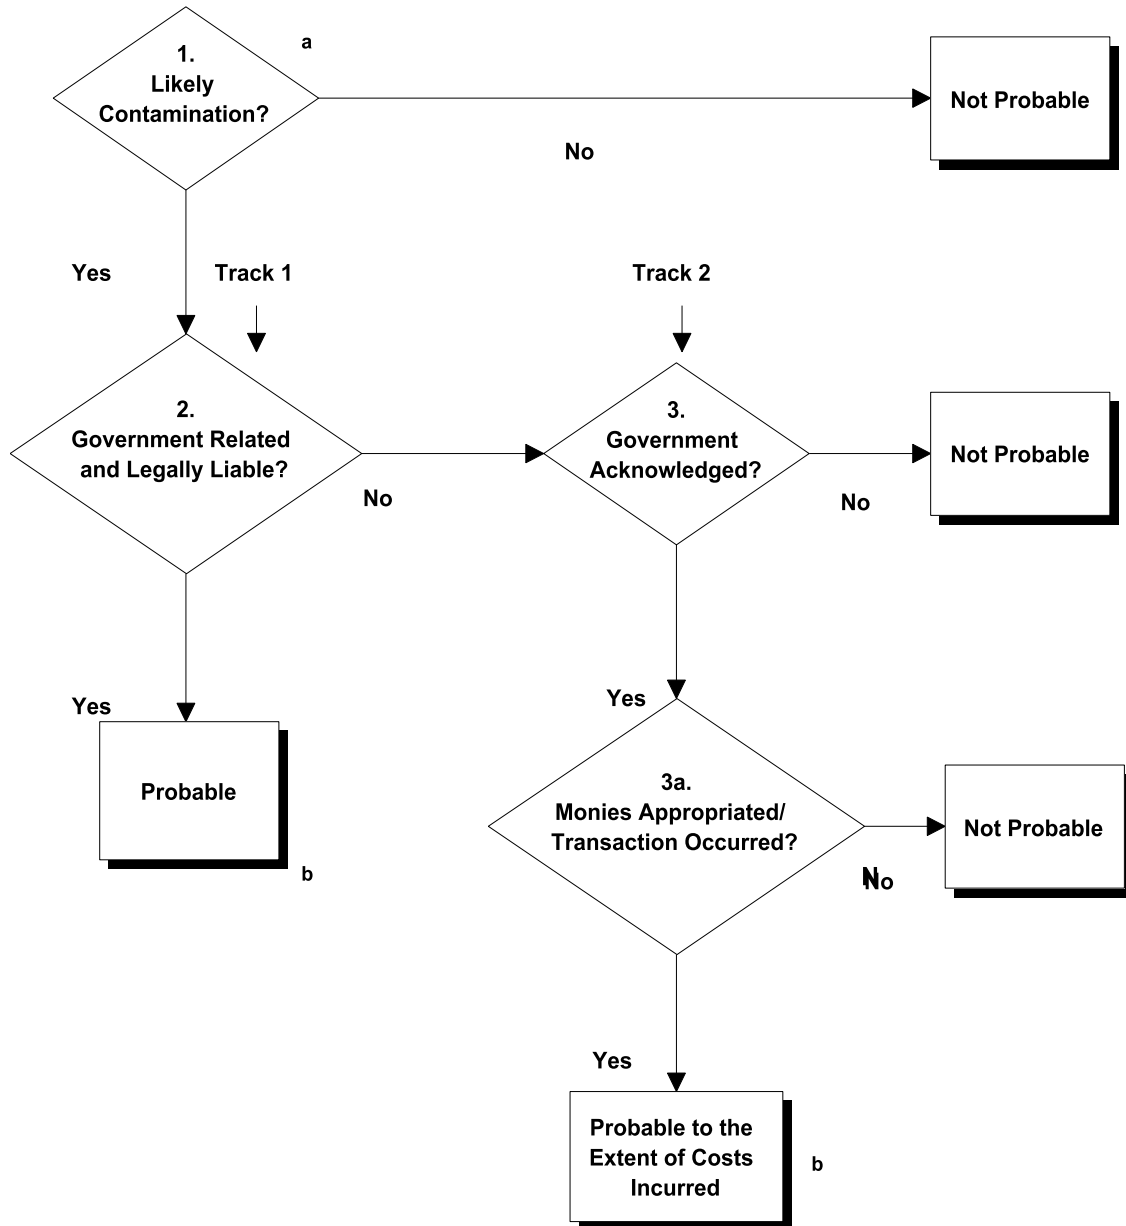 1.
Likely
Contamination?
a
Not Probable
No
Yes
Track 1
Track 2
2.
Government Related
and Legally Liable?
No
3.
Government
Acknowledged?
No
Not Probable
Yes
Probable
b
Yes
3a.
Monies Appropriated/
Transaction Occurred?
No
Not Probable
Yes
Probable to the
Extent of Costs
Incurred
b